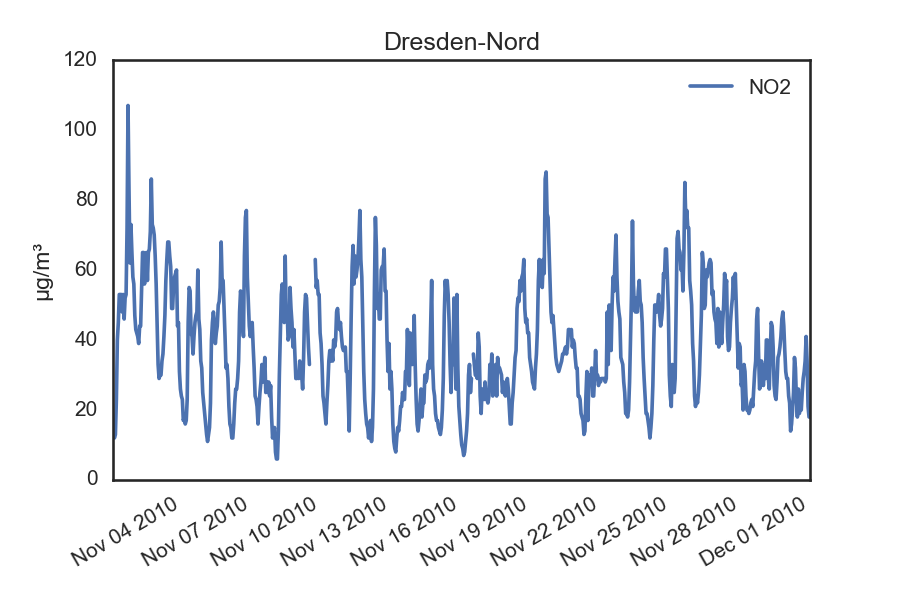 Dresden-Nord
120
100
80
60
40
20
0
µg/m³
NO2
Nov 04 2010
Nov 07 2010
Nov 10 2010
Nov 13 2010
Nov 16 2010
Nov 19 2010
Nov 22 2010
Nov 25 2010
Nov 28 2010
Dec 01 2010